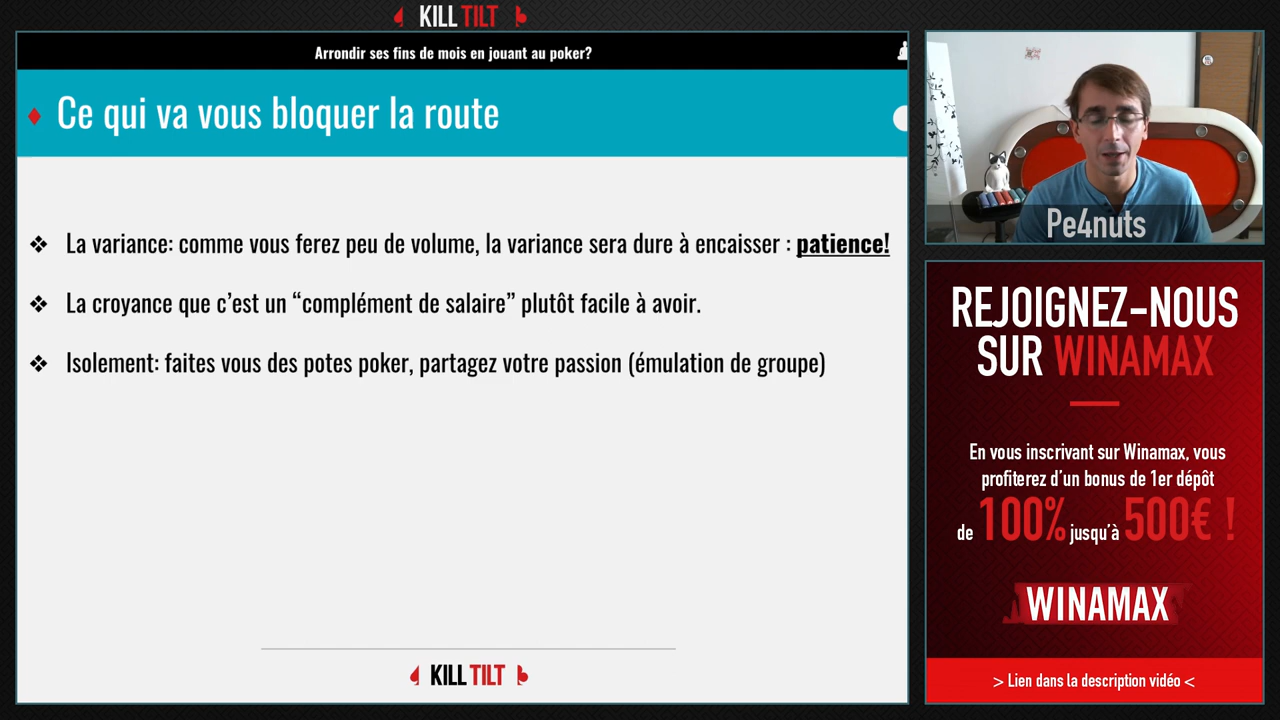 KILL TILT
Arrondir ses fins de mois en jouant au poker?
Ce qui va vous bloquer la route
❖ La variance: comme vous ferez peu de volume, la variance sera dure à encaisser : patience!
❖ La croyance que c’est un “complément de salaire” plutôt facile à avoir.
❖ Isolement: faites vous des potes poker, partagez votre passion (émulation de groupe)
KILL TILT
Pe4nuts
REJOIGNEZ-NOUS
SUR WINAMAX
En vous inscrivant sur Winamax, vous
profiterez d’un bonus de 1er dépôt
de 100% jusqu’à 500€ !
WINAMAX
> Lien dans la description vidéo <